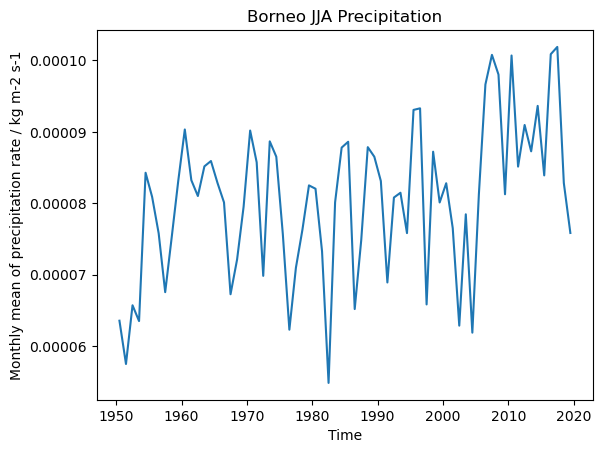 Borneo JJA Precipitation
Monthly mean of precipitation rate / kg m-2 s-1
0.00010
0.00009
0.00008
0.00007
0.00006
1950 1960 1970 1980 1990 2000 2010 2020
Time